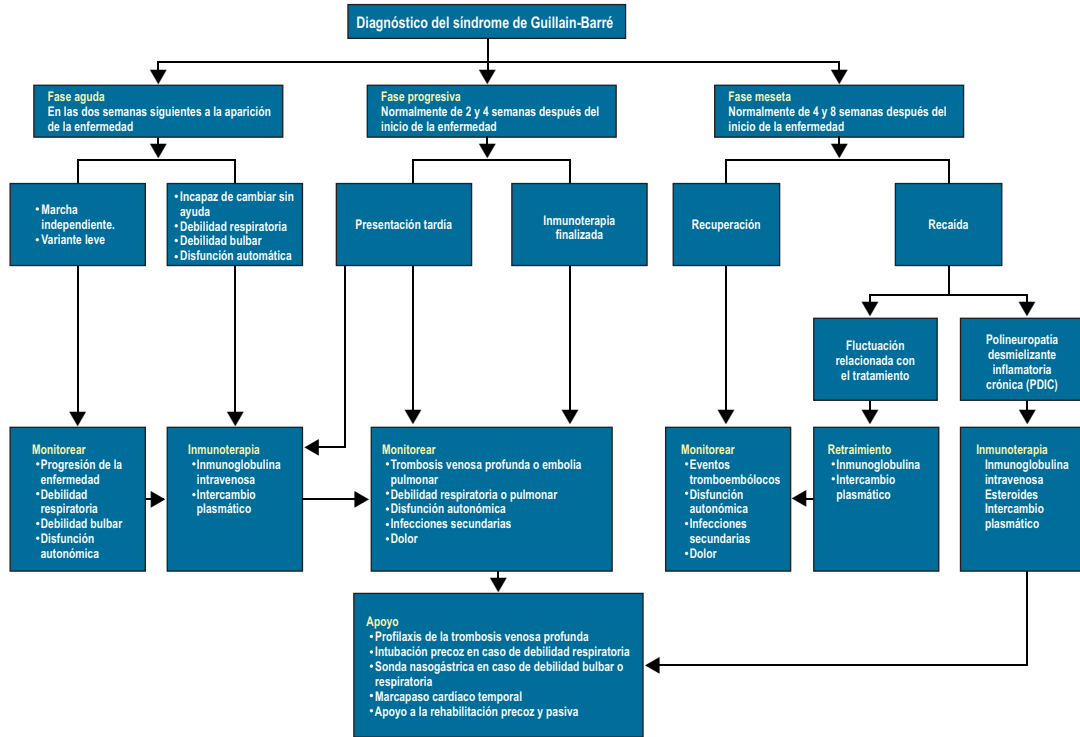 Diagnóstico del síndrome de Guillain-Barré
Fase aguda
En las dos semanas siguientes a la aparición
de la enfermedad
Fase progresiva
Normalmente de 2 y 4 semanas después del
inicio de la enfermedad
Fase meseta
Normalmente de 4 y 8 semanas después del
inicio de la enfermedad
• Marcha
independiente.
• Variante leve
• Incapaz de cambiar sin
ayuda
• Debilidad respiratoria
• Debilidad bulbar
• Disfunción automática
Presentación tardía
Inmunoterapia
finalizada
Recuperación
Recaída
Fluctuación
relacionada con
el tratamiento
Polineuropatía
desmielizante
inflamatoria
crónica (PDIC)
Monitorear
• Progresión de la
enfermedad
• Debilidad
respiratoria
• Debilidad bulbar
• Disfunción
autonómica
Inmunoterapia
• Inmunoglobulina
intravenosa
• Intercambio
plasmático
Monitorear
• Trombosis venosa profunda o embolia
pulmonar
• Debilidad respiratoria o pulmonar
• Disfunción autonómica
• Infecciones secundarias
• Dolor
Monitorear
• Eventos
tromboembólocos
• Disfunción
autonómica
• Infecciones
secundarias
• Dolor
Retraimiento
• Inmunoglobulina
• Intercambio
plasmático
Inmunoterapia
Inmunoglobulina
intravenosa
Esteroides
Intercambio
plasmático
Apoyo
• Profilaxis de la trombosis venosa profunda
• Intubación precoz en caso de debilidad respiratoria
• Sonda nasogástrica en caso de debilidad bulbar o
respiratoria
• Marcapaso cardíaco temporal
• Apoyo a la rehabilitación precoz y pasiva